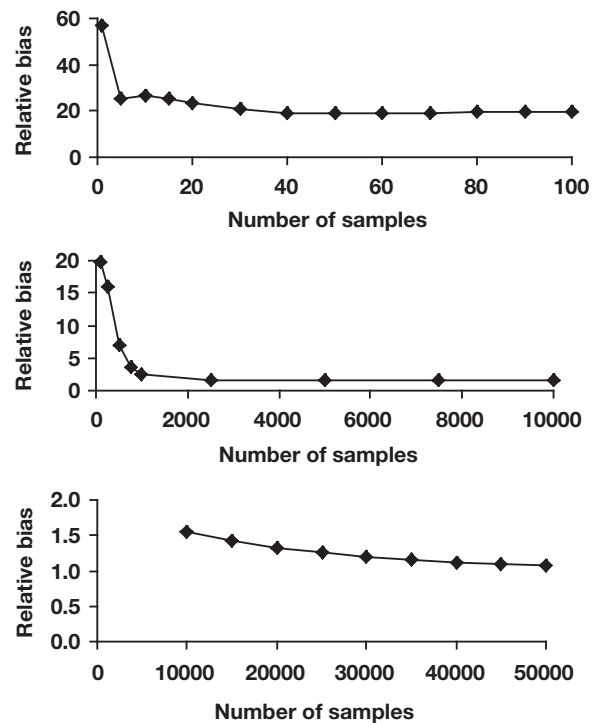 Relative bias
60
40
20
0
0 20 40 60 80 100
Number of samples
Relative bias
20
15
10
5
0
0 2000 4000 6000 8000 10000
Number of samples
Relative bias
2.0
1.5
1.0
0.5
0.0
0 10000 20000 30000 40000 50000
Number of samples